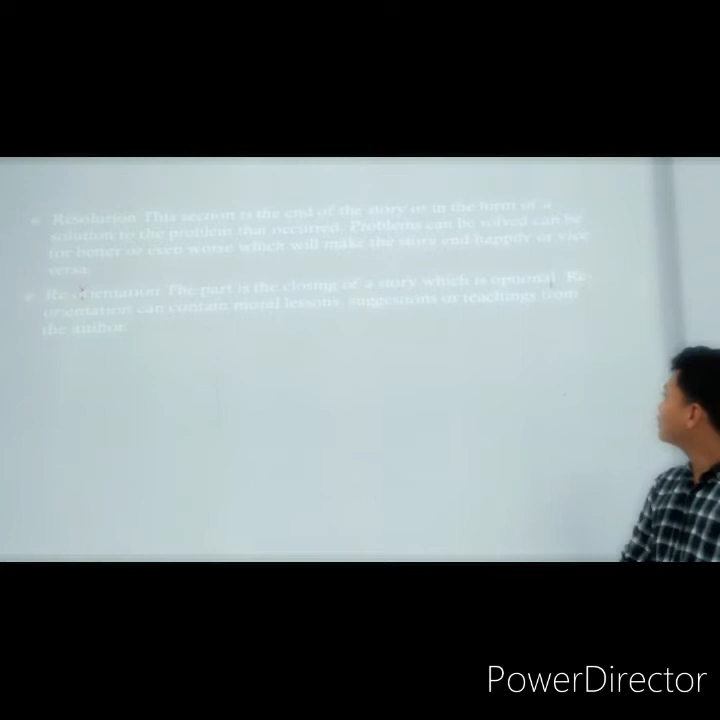 Resolution This section is the end of the story or in the form of a
solution to the problem that occurred. Problems can be solved can be
for better or even worse which will make the story end happily or vice
versa.
Re-orientation The part is the closing of a story which is optional. Re-
orientation can contain moral lessons, suggestions or teachings from
the author.
PowerDirector